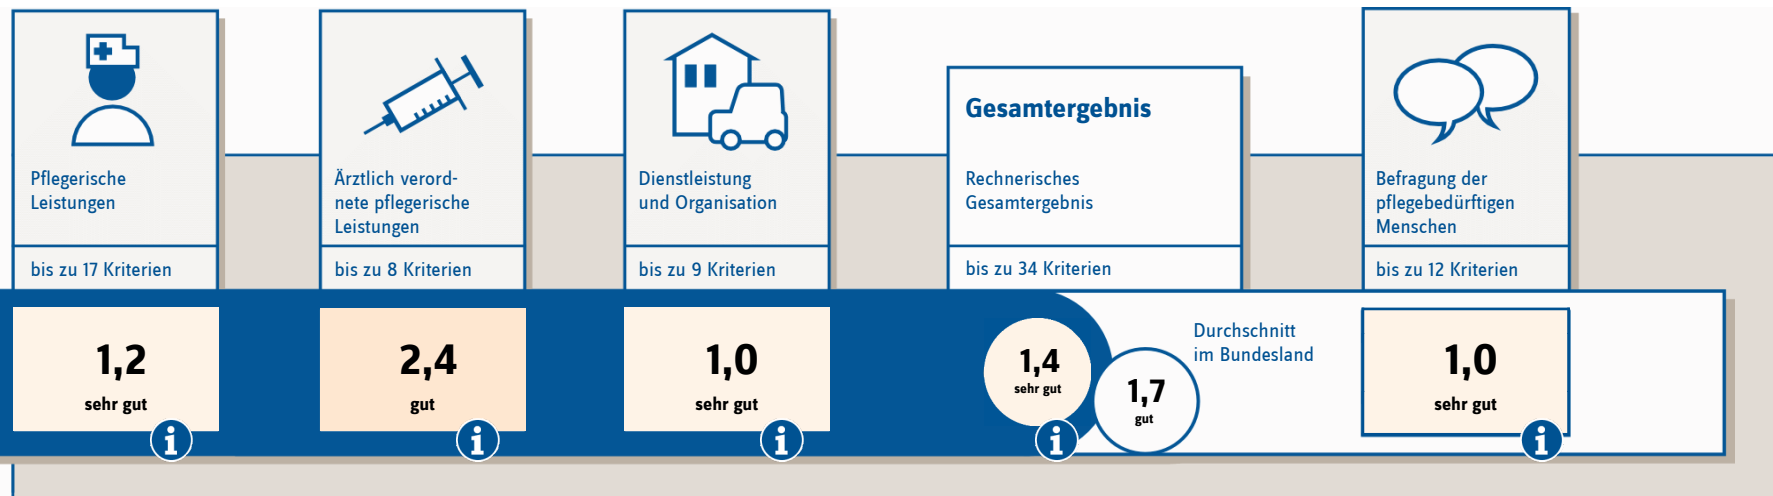 Pflegerische
Leistungen
bis zu 17 Kriterien
1,2
sehr gut
i
Ärztlich verord-
nete pflegerische
Leistungen
bis zu 8 Kriterien
2,4
gut
i
Dienstleistung
und Organisation
bis zu 9 Kriterien
1,0
sehr gut
i
Gesamtergebnis
Rechnerisches
Gesamtergebnis
bis zu 34 Kriterien
1,4
sehr gut
i
1,7
gut
Durchschnitt
im Bundesland
Befragung der
pflegebedürftigen
Menschen
bis zu 12 Kriterien
1,0
sehr gut
i